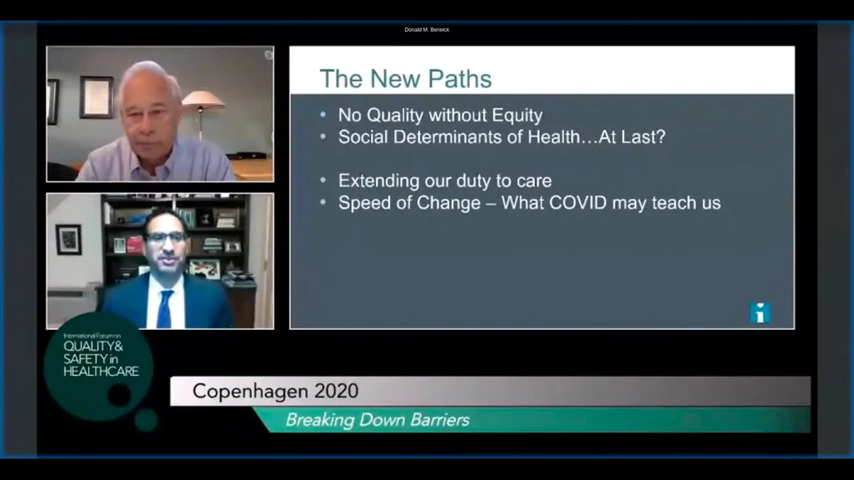 Donald M. Berwick
The New Paths
• No Quality without Equity
• Social Determinants of Health...At Last?
• Extending our duty to care
• Speed of Change – What COVID may teach us
i
International Forum on
QUALITY&
SAFETY in
HEALTHCARE
Copenhagen 2020
Breaking Down Barriers